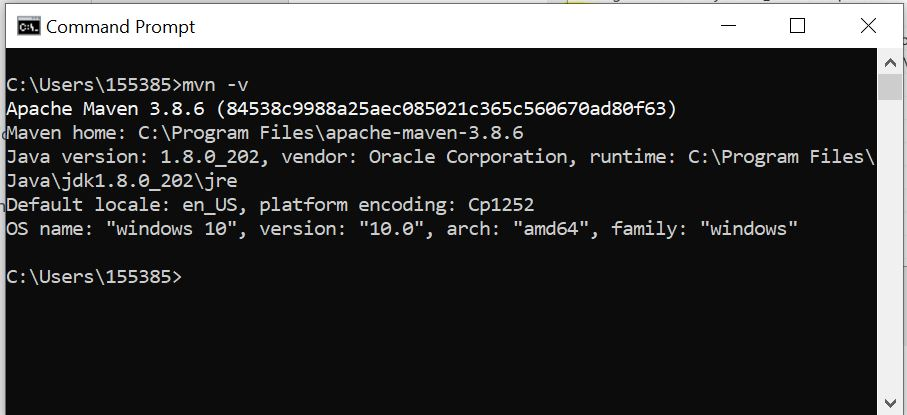 Command Prompt
C:\Users\155385>mvn -v
Apache Maven 3.8.6 (84538c9988a25aec085021c365c560670ad80f63)
Maven home: C:\Program Files\apache-maven-3.8.6
Java version: 1.8.0_202, vendor: Oracle Corporation, runtime: C:\Program Files\
Java\jdk1.8.0_202\jre
Default locale: en_US, platform encoding: Cp1252
OS name: "windows 10", version: "10.0", arch: "amd64", family: "windows"
C:\Users\155385>